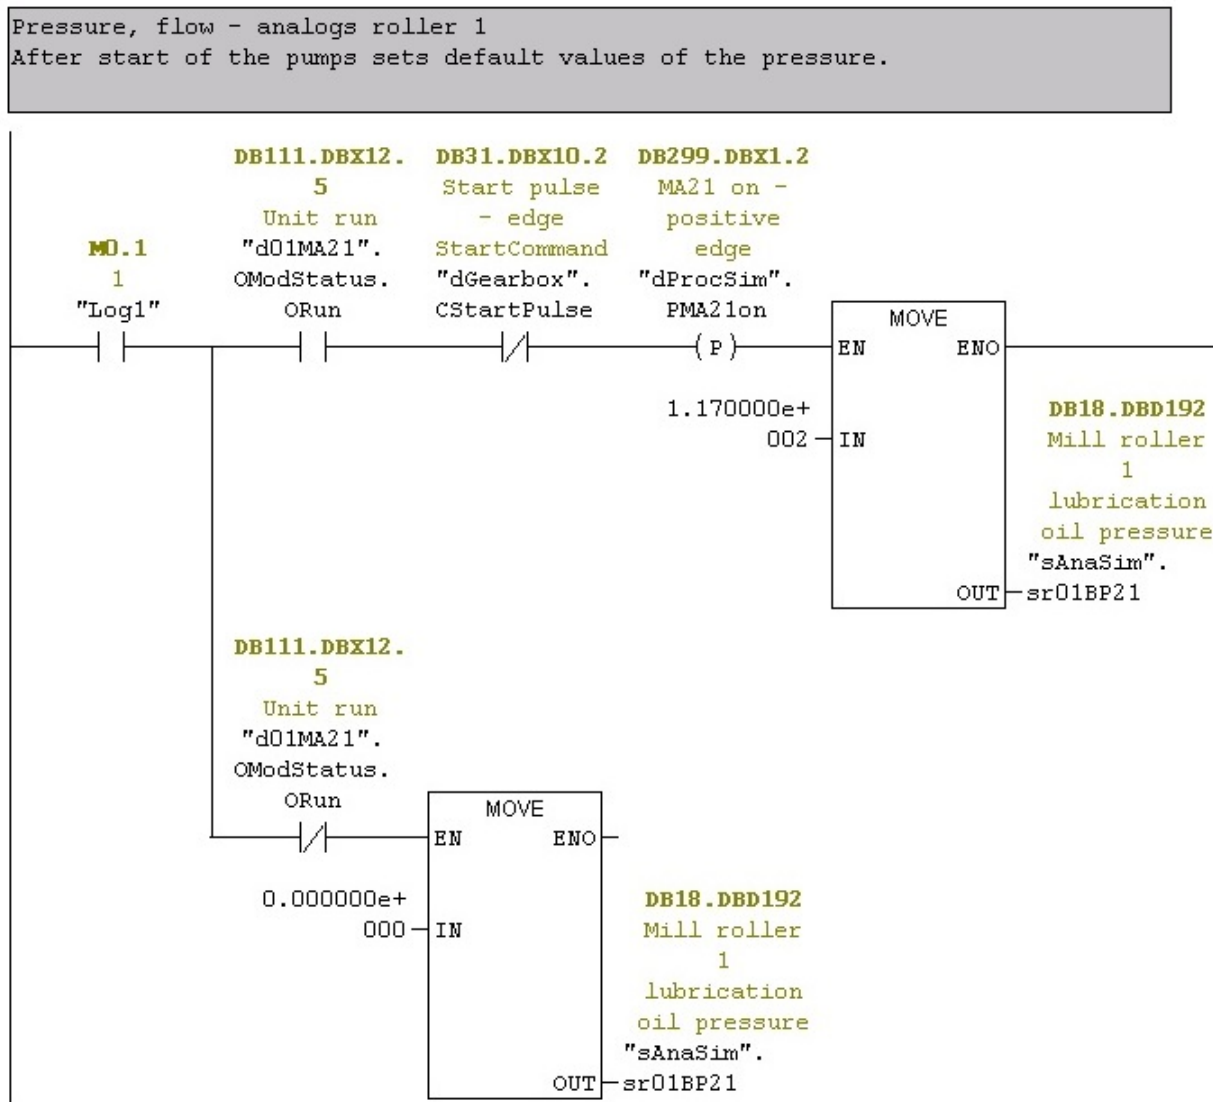 Pressure, flow - analogs roller 1
After start of the pumps sets default values of the pressure.
M0.1
1
"Log1"
DB111.DBX12.
5
Unit run
"d01MA21".
OModStatus.
ORun
DB31.DBX10.2
Start pulse
- edge
StartCommand
"dGearbox".
CStartPulse
DB299.DBX1.2
MA21 on -
positive
edge
"dProcSim".
PMA21on
P
MOVE
EN ENO
1.170000e+
002 IN
OUT
DB18.DBD192
Mill roller
1
lubrication
oil pressure
"sAnaSim".
sr01BP21
DB111.DBX12.
5
Unit run
"d01MA21".
OModStatus.
ORun
MOVE
EN ENO
0.000000e+
000 IN
OUT
DB18.DBD192
Mill roller
1
lubrication
oil pressure
"sAnaSim".
sr01BP21